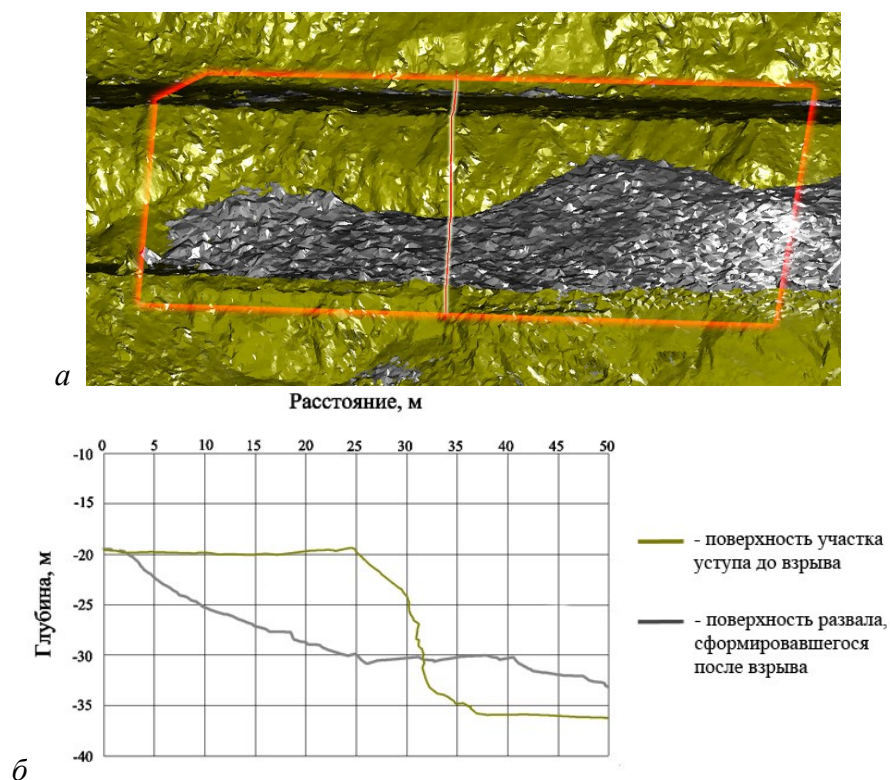 а
Расстояние, м
0 5 10 15 20 25 30 35 40 45 50
-10
-15
-20
-25
-30
-35
-40
Глубина, м
- поверхность участка
уступа до взрыва
- поверхность развала,
сформировавшегося
после взрыва
б